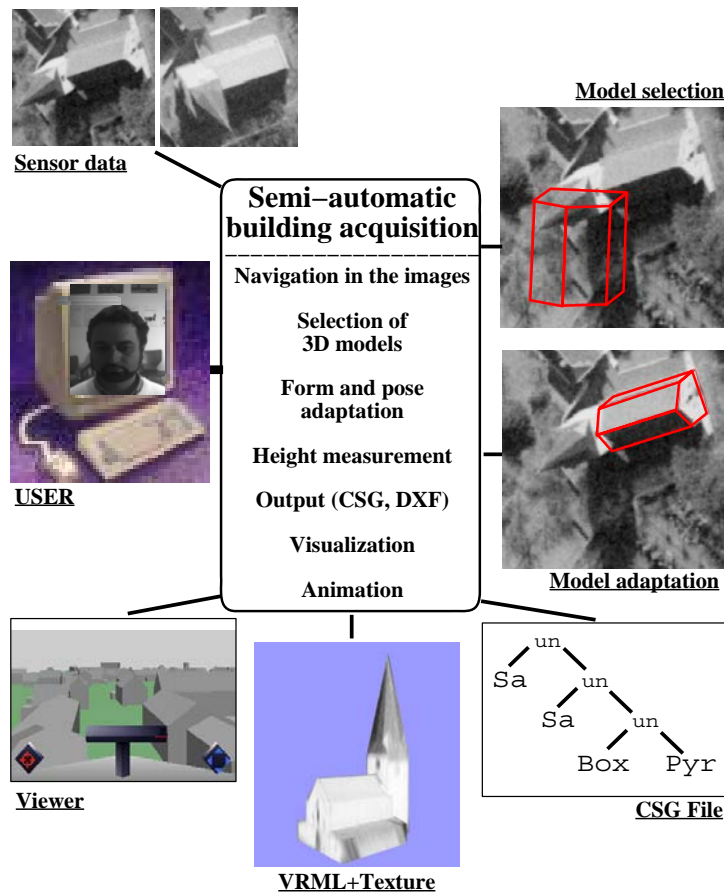 Sensor data
Model selection
Semi-automatic
building acquisition
Navigation in the images
Selection of
3D models
Form and pose
adaptation
Height measurement
Output (CSG, DXF)
Visualization
Animation
USER
Model adaptation
Viewer
VRML+Texture
un
Sa
un
Sa
un
Box
Pyr
CSG File